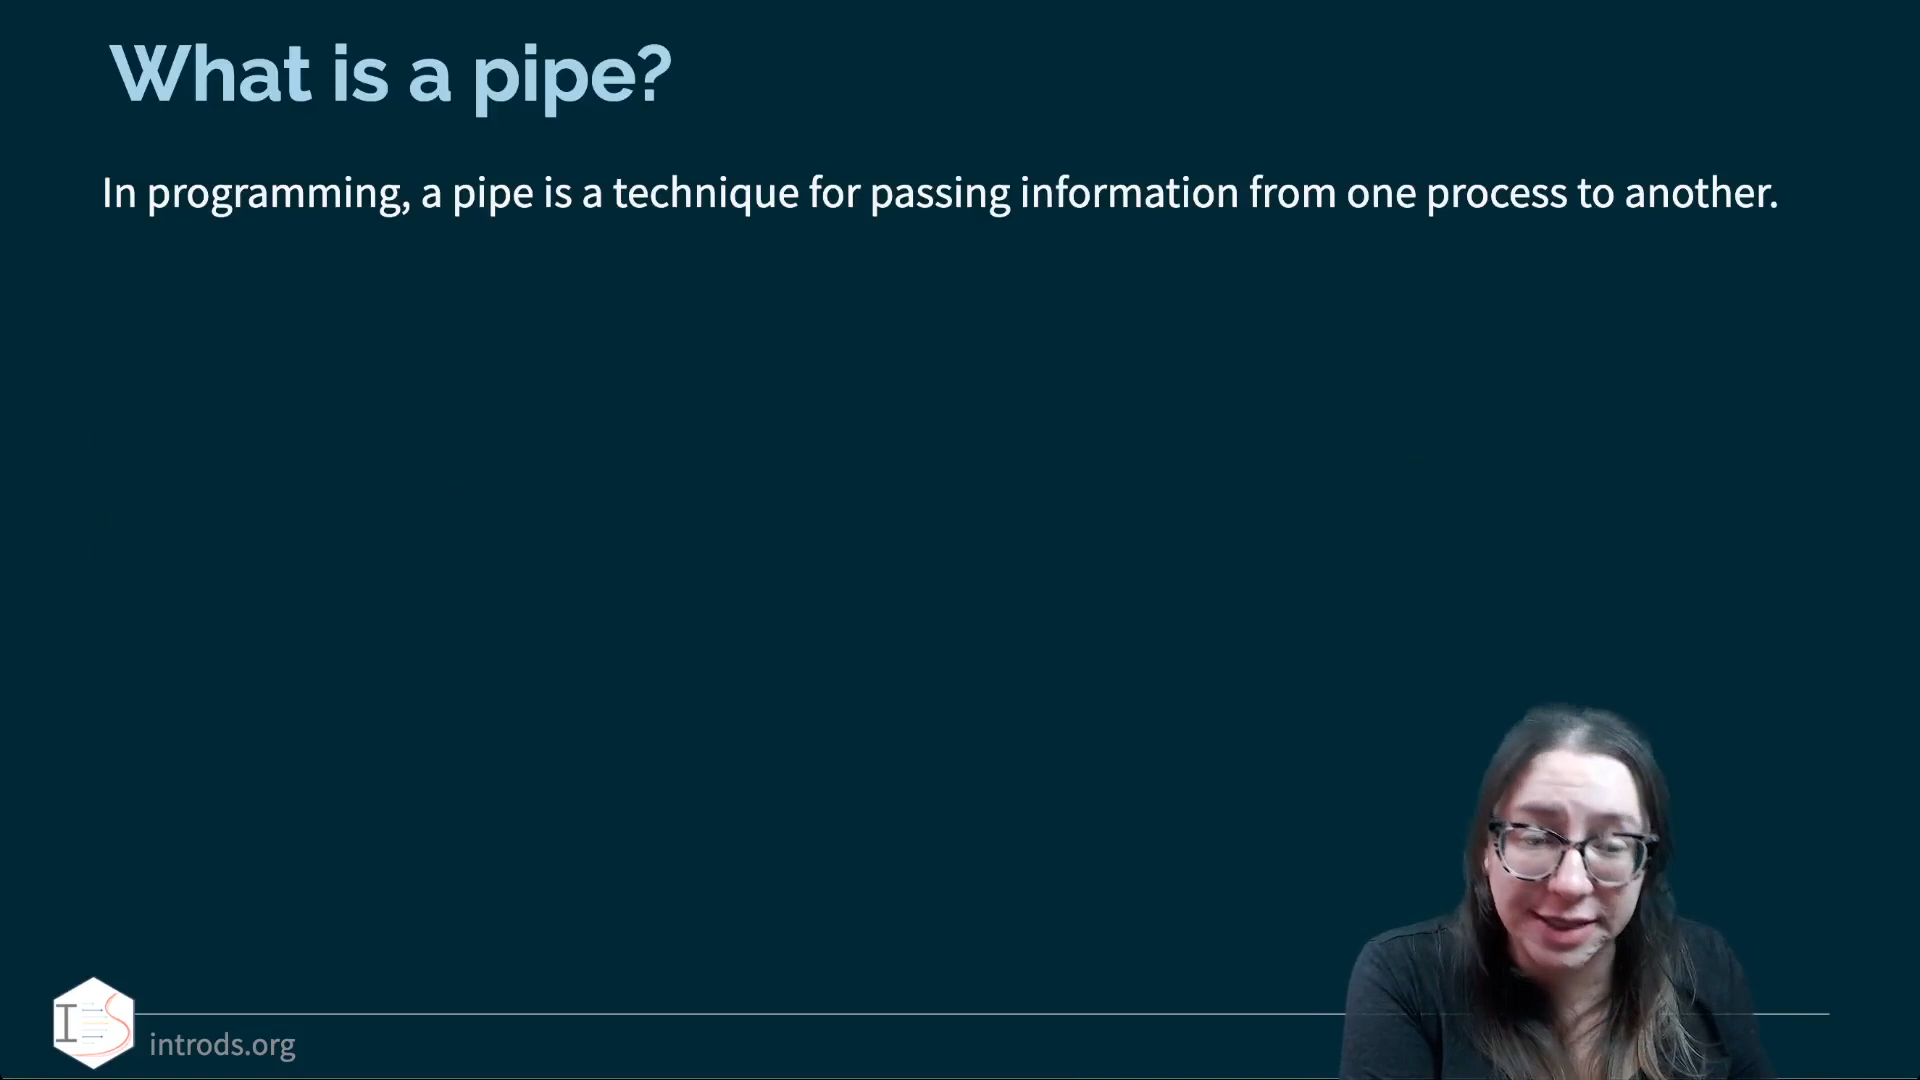 What is a pipe?
In programming, a pipe is a technique for passing information from one process to another.
introds.org